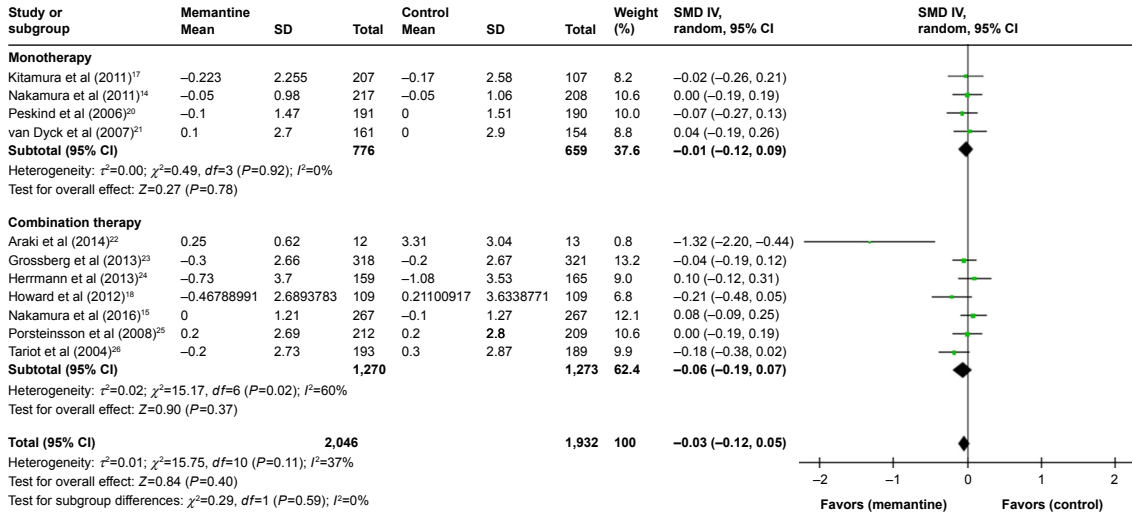 Study or subgroup Memantine Control Weight (%) SMD IV, random, 95% CI SMD IV, random, 95% CI
Mean SD Total Mean SD Total
Monotherapy
Kitamura et al (2011)¹⁷ −0.223 2.255 207 −0.17 2.58 107 8.2 −0.02 (−0.26, 0.21)
Nakamura et al (2011)¹⁴ −0.05 0.98 217 −0.05 1.06 208 10.6 0.00 (−0.19, 0.19)
Peskind et al (2006)²⁰ −0.1 1.47 191 0 1.51 190 10.0 −0.07 (−0.27, 0.13)
van Dyck et al (2007)²¹ 0.1 2.7 161 0 2.9 154 8.8 0.04 (−0.19, 0.26)
Subtotal (95% CI) 776 659 37.6 −0.01 (−0.12, 0.09)
Heterogeneity: τ²=0.00; χ²=0.49, df=3 (P=0.92); I²=0%
Test for overall effect: Z=0.27 (P=0.78)
Combination therapy
Araki et al (2014)²² 0.25 0.62 12 3.31 3.04 13 0.8 −1.32 (−2.20, −0.44)
Grossberg et al (2013)²³ −0.3 2.66 318 −0.2 2.67 321 13.2 −0.04 (−0.19, 0.12)
Herrmann et al (2013)²⁴ −0.73 3.7 159 −1.08 3.53 165 9.0 0.10 (−0.12, 0.31)
Howard et al (2012)¹⁸ −0.46788991 2.6893783 109 0.21100917 3.6338771 109 6.8 −0.21 (−0.48, 0.05)
Nakamura et al (2016)¹⁵ 0 1.21 267 −0.1 1.27 267 12.1 0.08 (−0.09, 0.25)
Porsteinsson et al (2008)²⁵ 0.2 2.69 212 0.2 2.8 209 10.6 0.00 (−0.19, 0.19)
Tariot et al (2004)²⁶ −0.2 2.73 193 0.3 2.87 189 9.9 −0.18 (−0.38, 0.02)
Subtotal (95% CI) 1,270 1,273 62.4 −0.06 (−0.19, 0.07)
Heterogeneity: τ²=0.02; χ²=15.17, df=6 (P=0.02); I²=60%
Test for overall effect: Z=0.90 (P=0.37)
Total (95% CI) 2,046 1,932 100 −0.03 (−0.12, 0.05)
Heterogeneity: τ²=0.01; χ²=15.75, df=10 (P=0.11); I²=37%
Test for overall effect: Z=0.84 (P=0.40)
Test for subgroup differences: χ²=0.29, df=1 (P=0.59); I²=0%
−2 −1 0 1 2
Favors (memantine) Favors (control)